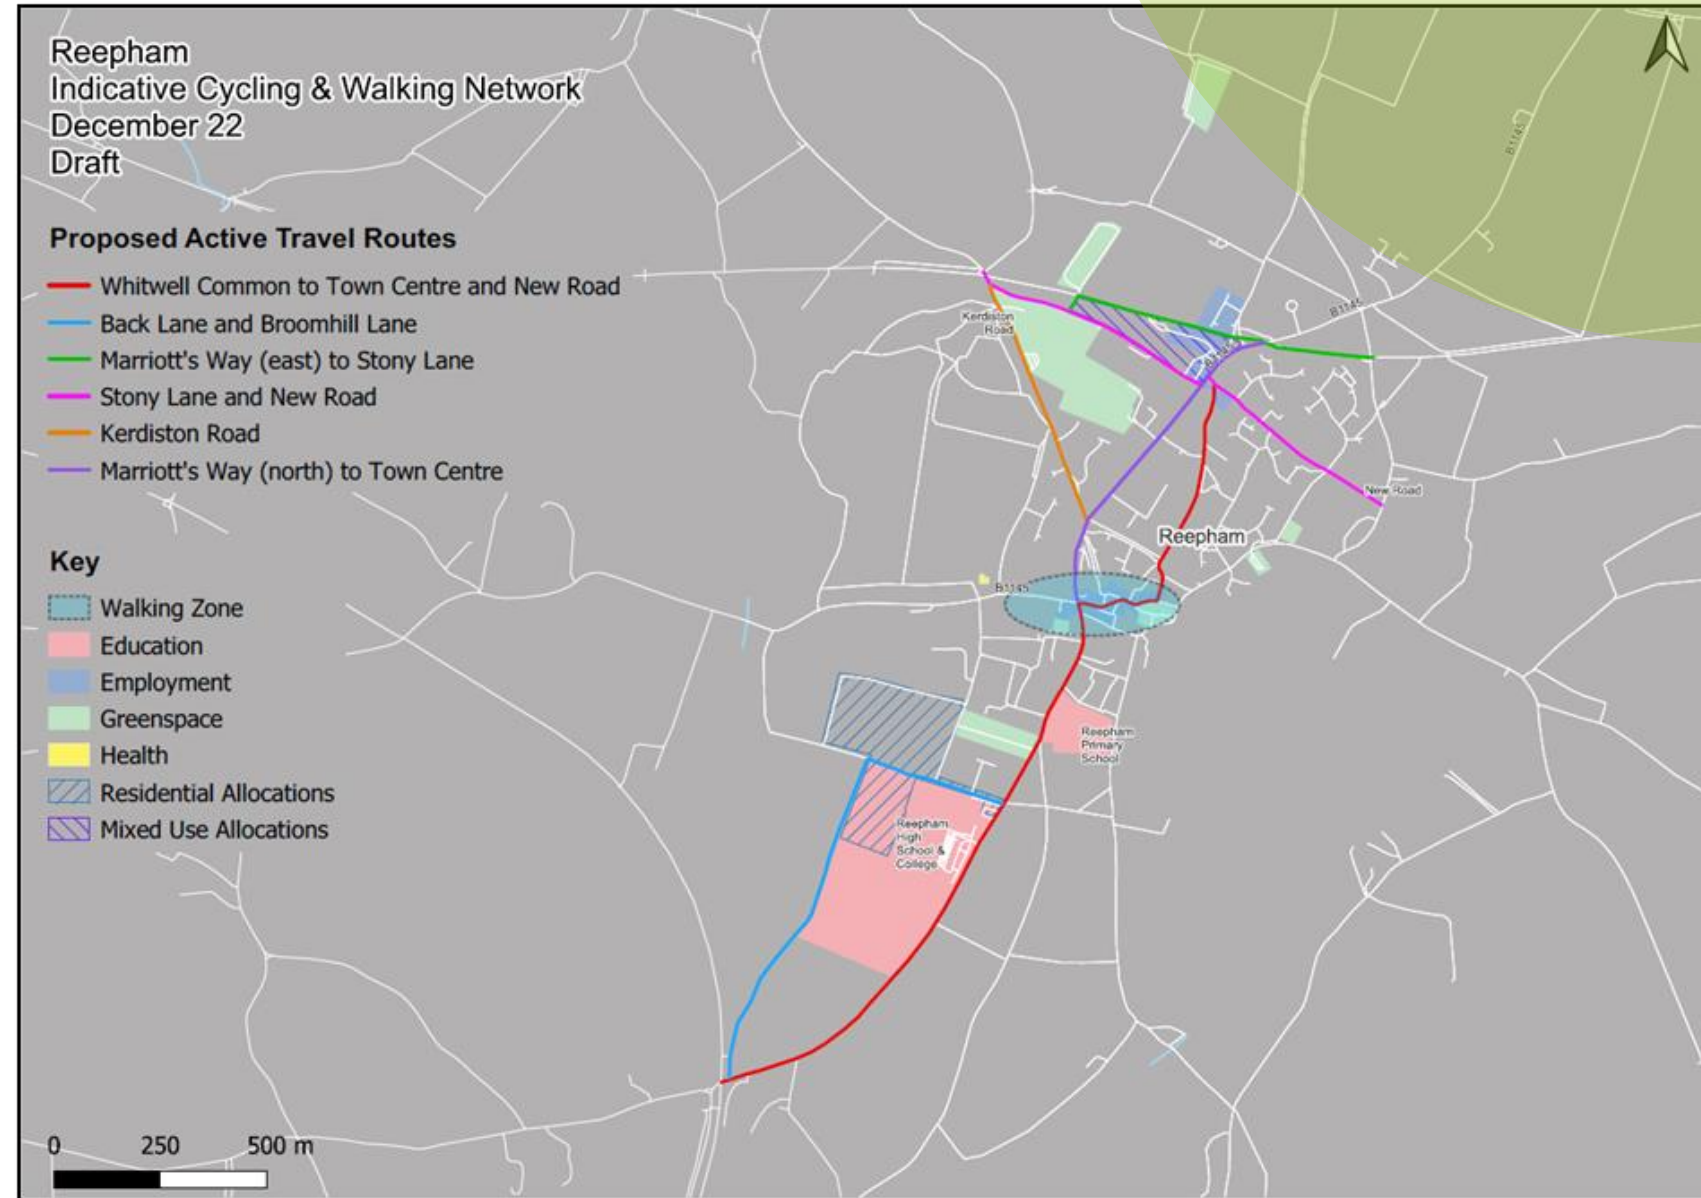 Reepham
Indicative Cycling & Walking Network
December 22
Draft
Proposed Active Travel Routes
Whitwell Common to Town Centre and New Road
Back Lane and Broomhill Lane
Marriott's Way (east) to Stony Lane
Stony Lane and New Road
Kerdiston Road
Marriott's Way (north) to Town Centre
Key
Walking Zone
Education
Employment
Greenspace
Health
Residential Allocations
Mixed Use Allocations
0 250 500 m
B1145
B1145
B1145
Kerdiston
Road
New Road
Reepham
B1145
Reepham
Primary
School
Reepham
High
School &
College